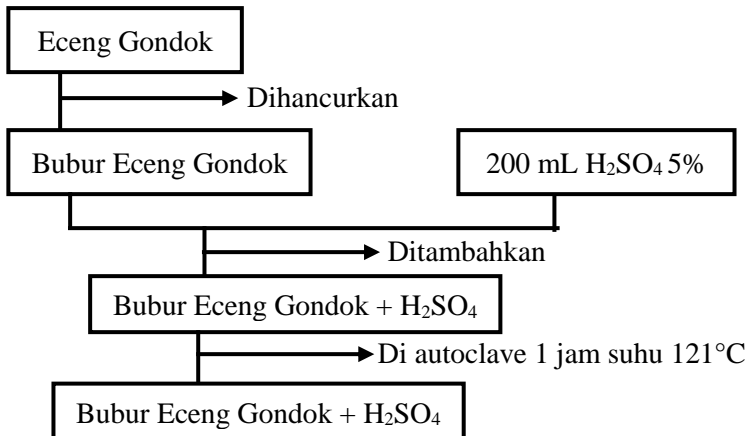 Eceng Gondok
Dihancurkan
Bubur Eceng Gondok
200 mL H₂SO₄ 5%
Ditambahkan
Bubur Eceng Gondok + H₂SO₄
Di autoclave 1 jam suhu 121°C
Bubur Eceng Gondok + H₂SO₄